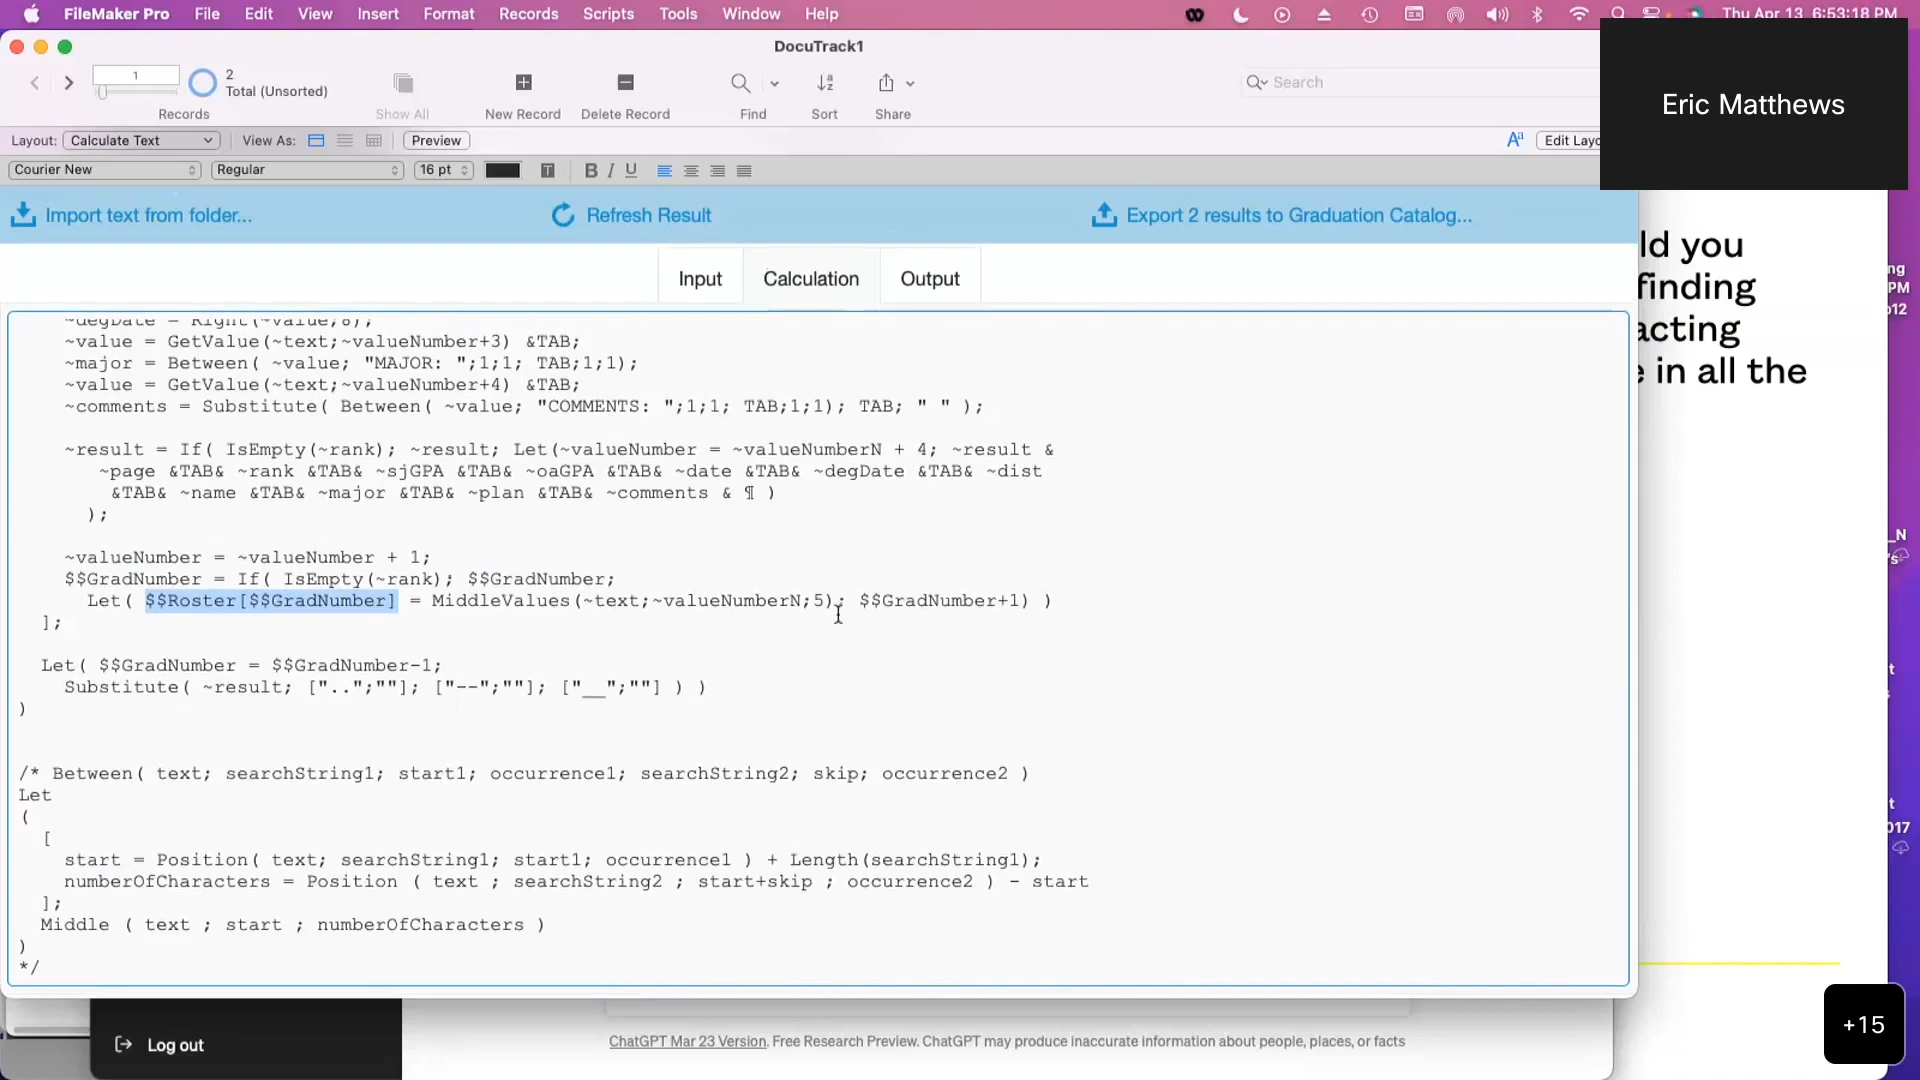 FileMaker Pro File Edit View Insert Format Records Scripts Tools Window Help Thu Apr 13 6:53:18 PM
DocuTrack1
Eric Matthews
1
2
Total (Unsorted)
Search
Records Show All New Record Delete Record Find Sort Share
Layout: Calculate Text View As: Preview Aa Edit Layo
Courier New Regular 16 pt B I U
Import text from folder... Refresh Result Export 2 results to Graduation Catalog...
Input Calculation Output
~degDate = Right(~value;8);
~value = GetValue(~text;~valueNumber+3) &TAB;
~major = Between( ~value; "MAJOR: ";1;1; TAB;1;1);
~value = GetValue(~text;~valueNumber+4) &TAB;
~comments = Substitute( Between( ~value; "COMMENTS: ";1;1; TAB;1;1); TAB; " " );
~result = If( IsEmpty(~rank); ~result; Let(~valueNumber = ~valueNumberN + 4; ~result &
~page &TAB& ~rank &TAB& ~sjGPA &TAB& ~oaGPA &TAB& ~date &TAB& ~degDate &TAB& ~dist
&TAB& ~name &TAB& ~major &TAB& ~plan &TAB& ~comments & ¶ )
);
~valueNumber = ~valueNumber + 1;
$$GradNumber = If( IsEmpty(~rank); $$GradNumber;
Let( $$Roster[$$GradNumber] = MiddleValues(~text;~valueNumberN;5); $$GradNumber+1) )
];
Let( $$GradNumber = $$GradNumber-1;
Substitute( ~result; ["..";""]; ["--";""]; ["__";""] ) )
)
/* Between( text; searchString1; start1; occurrence1; searchString2; skip; occurrence2 )
Let
(
[
start = Position( text; searchString1; start1; occurrence1 ) + Length(searchString1);
numberOfCharacters = Position ( text ; searchString2 ; start+skip ; occurrence2 ) - start
];
Middle ( text ; start ; numberOfCharacters )
)
*/
ld you
finding
acting
e in all the
ng
PM
o12
_N
's
t
t
017
Log out
ChatGPT Mar 23 Version. Free Research Preview. ChatGPT may produce inaccurate information about people, places, or facts
+15